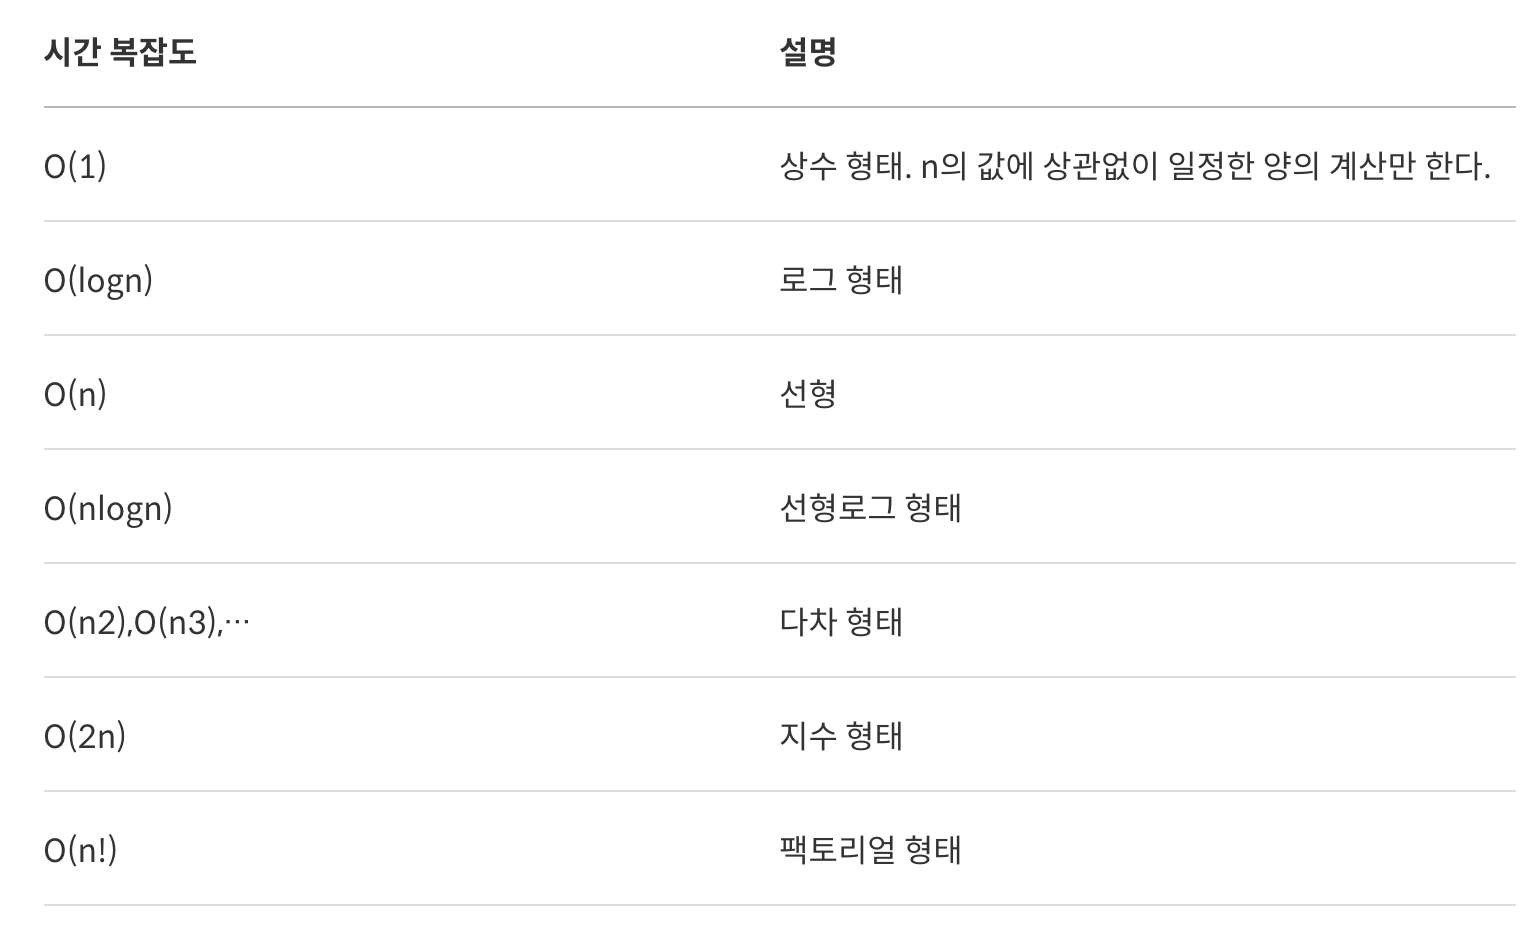 시간 복잡도 설명
O(1) 상수 형태. n의 값에 상관없이 일정한 양의 계산만 한다.
O(logn) 로그 형태
O(n) 선형
O(nlogn) 선형로그 형태
O(n2),O(n3),⋯ 다차 형태
O(2n) 지수 형태
O(n!) 팩토리얼 형태